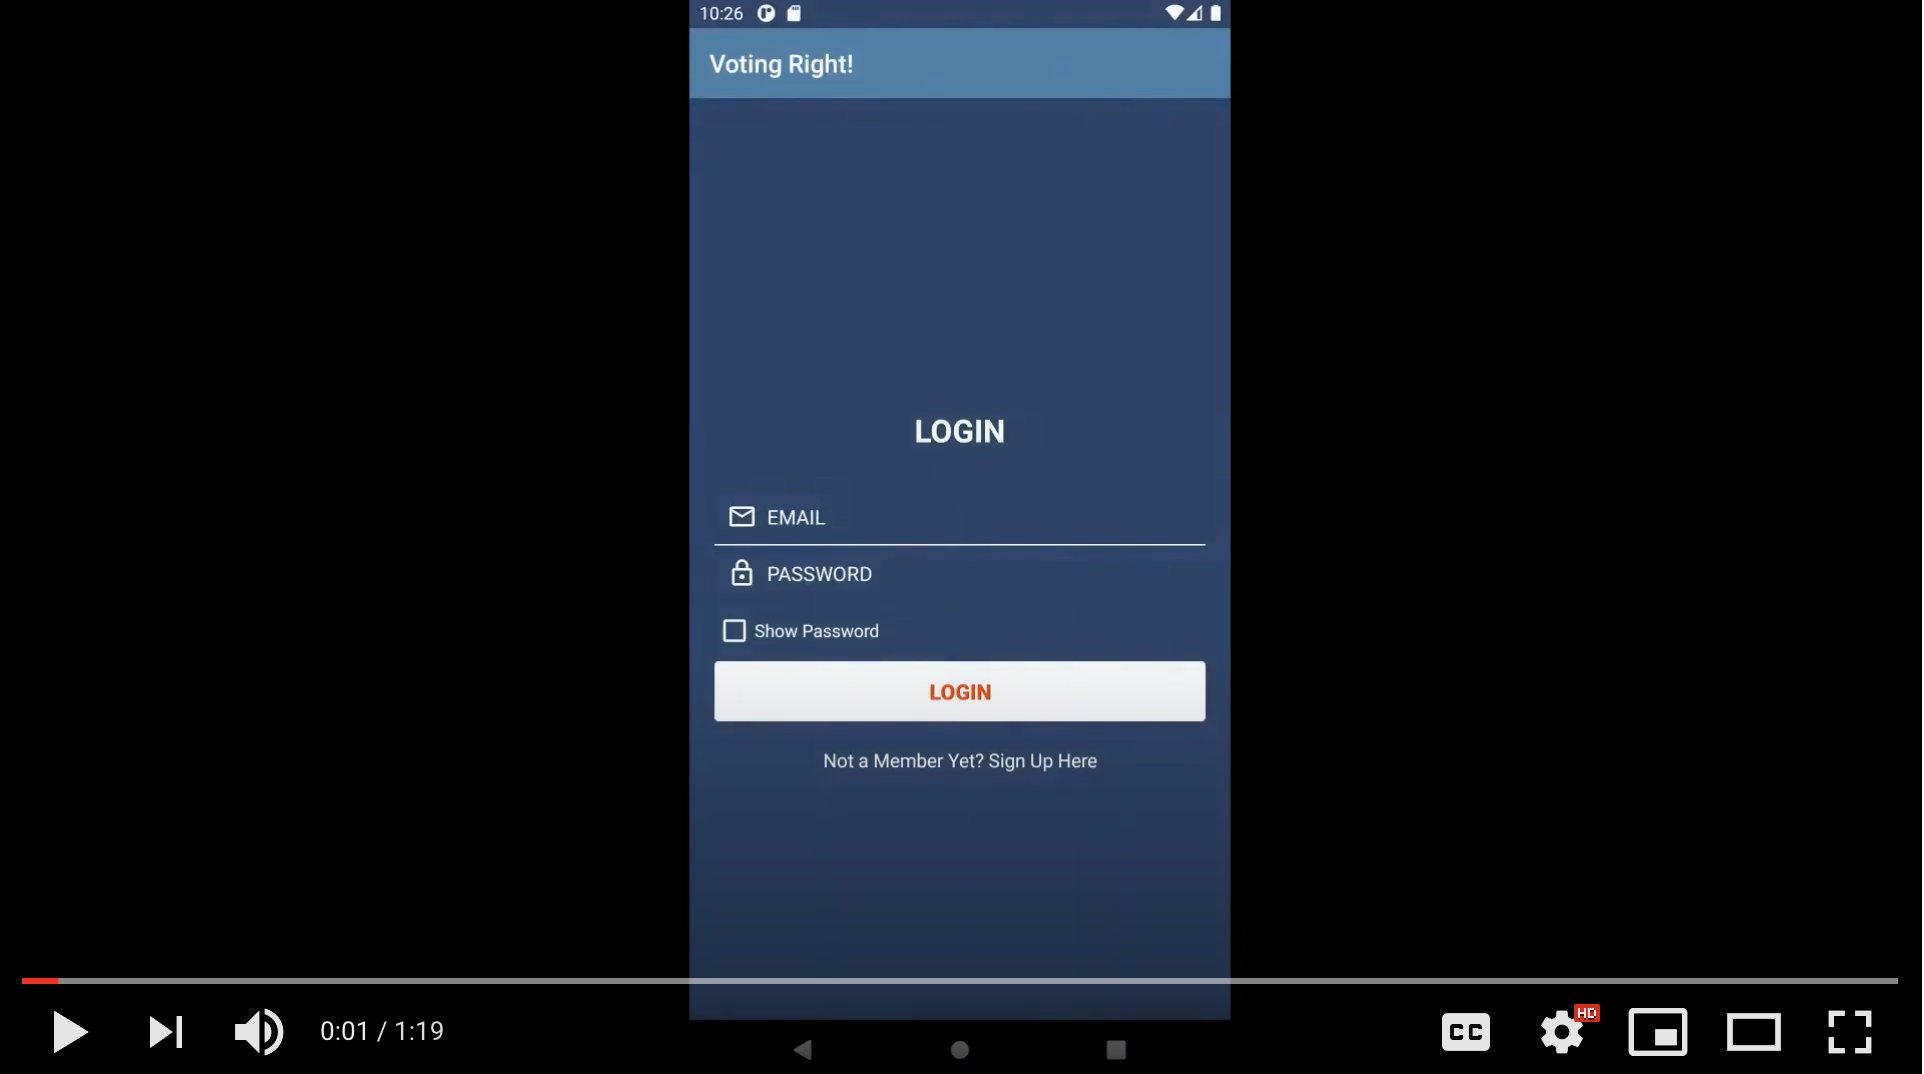 10:26
Voting Right!
LOGIN
EMAIL
PASSWORD
Show Password
LOGIN
Not a Member Yet? Sign Up Here
0:01 / 1:19
CC
HD